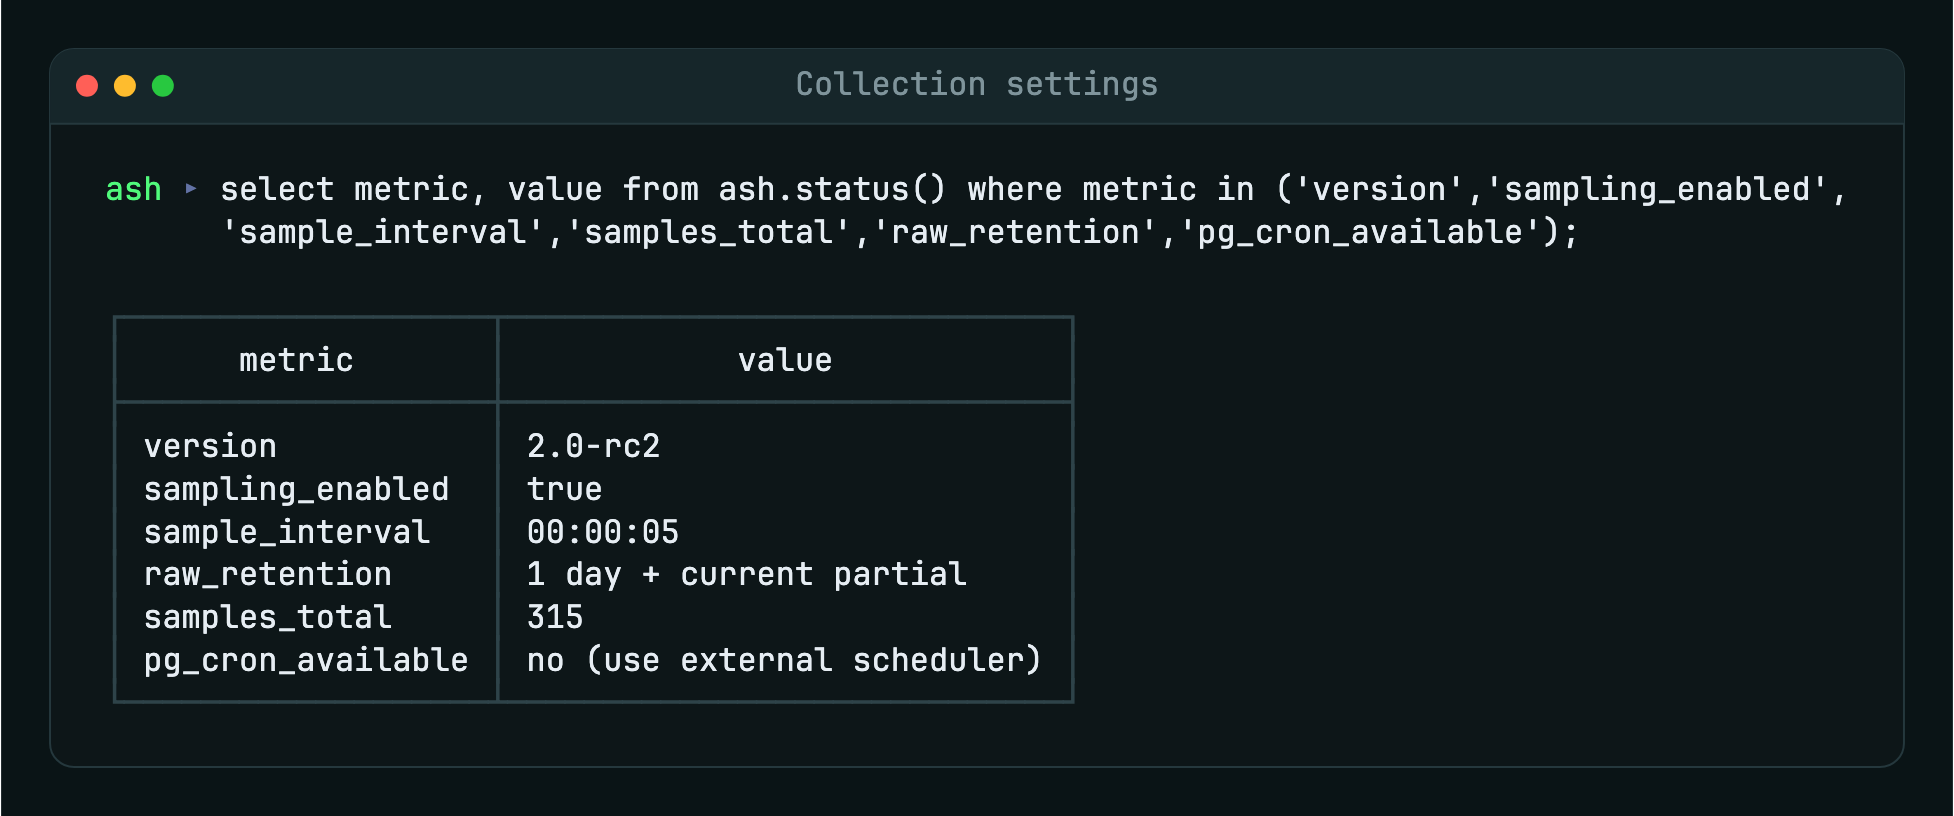 Collection settings
ash ▸ select metric, value from ash.status() where metric in ('version','sampling_enabled',
'sample_interval','samples_total','raw_retention','pg_cron_available');
metric value
version 2.0-rc2
sampling_enabled true
sample_interval 00:00:05
raw_retention 1 day + current partial
samples_total 315
pg_cron_available no (use external scheduler)